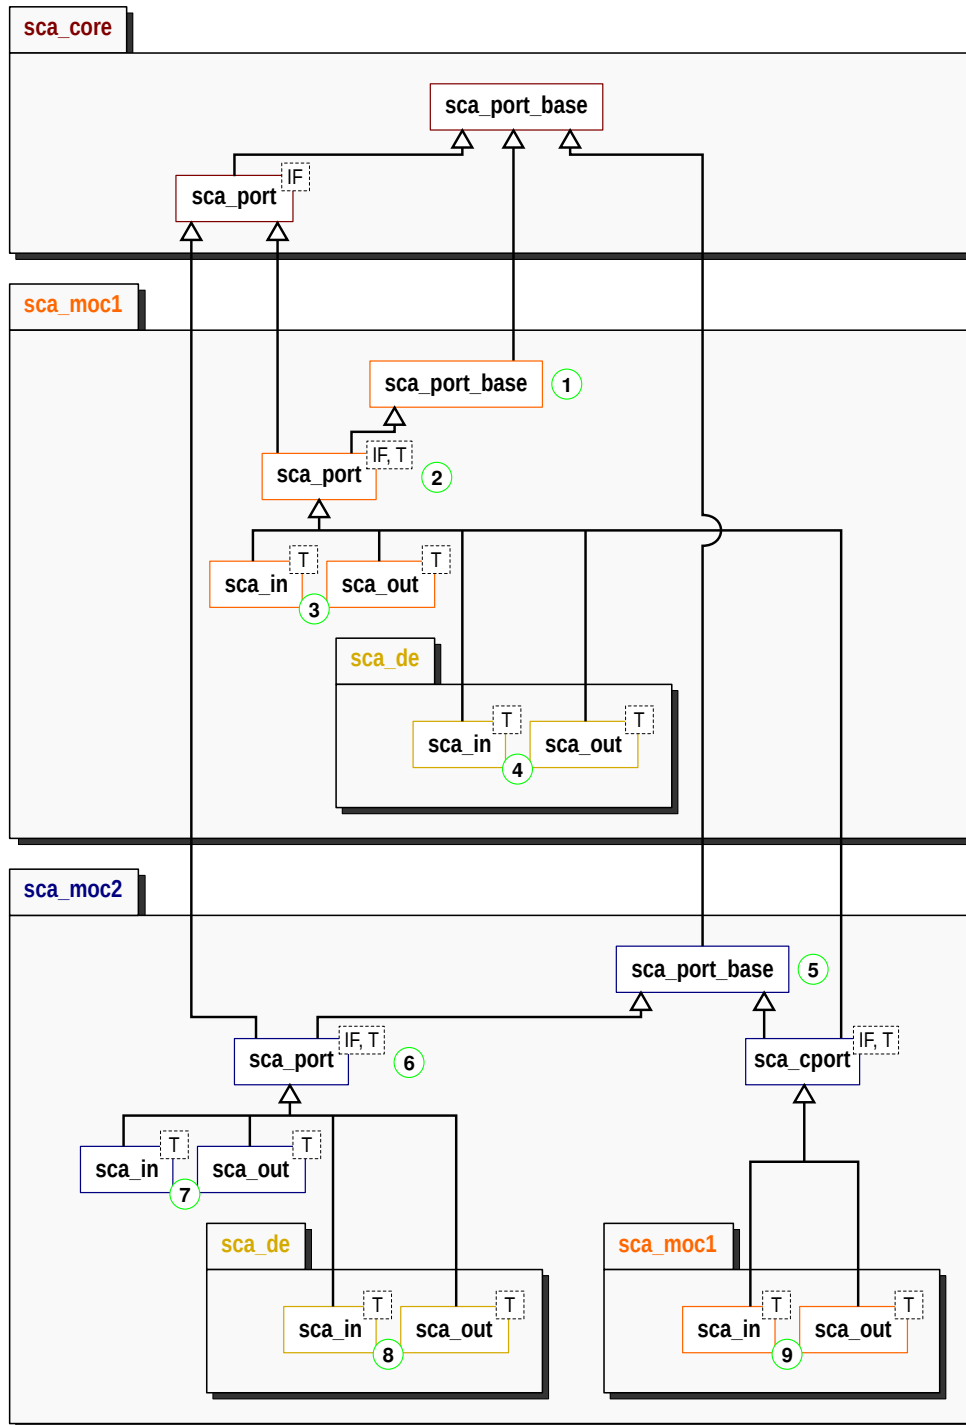 sca_core
sca_port_base
IF
sca_port
sca_moc1
sca_port_base
1
IF, T
sca_port
2
T
T
sca_in
sca_out
3
sca_de
T
T
sca_in
sca_out
4
sca_moc2
sca_port_base
5
IF, T
IF, T
sca_port
6
sca_cport
T
T
sca_in
sca_out
7
sca_de
sca_moc1
T
T
T
T
sca_in
sca_out
sca_in
sca_out
8
9